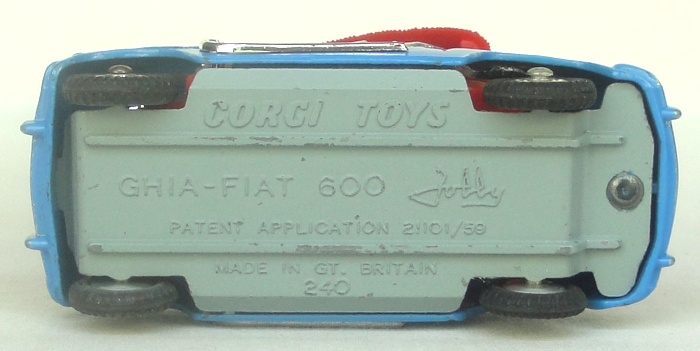 CORGI TOYS
GHIA-FIAT 600 Jolly
PATENT APPLICATION 21101/59
MADE IN GT. BRITAIN
240